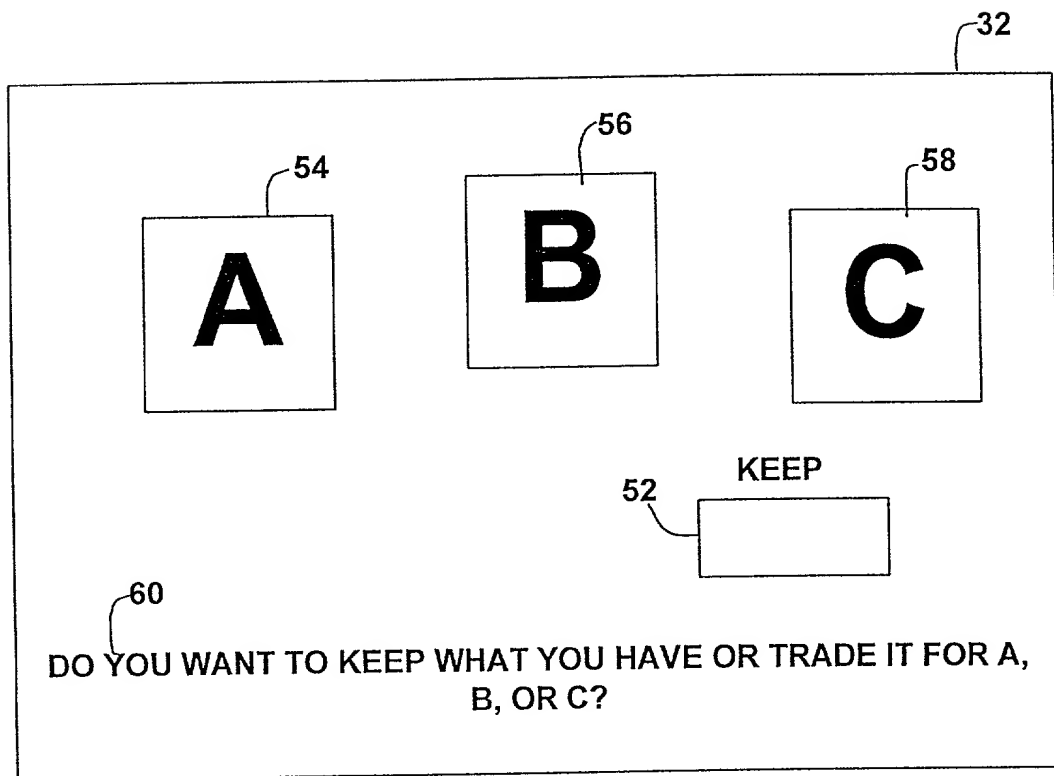 32
56
54
58
B
A
C
KEEP
52
60
DO YOU WANT TO KEEP WHAT YOU HAVE OR TRADE IT FOR A,
B, OR C?